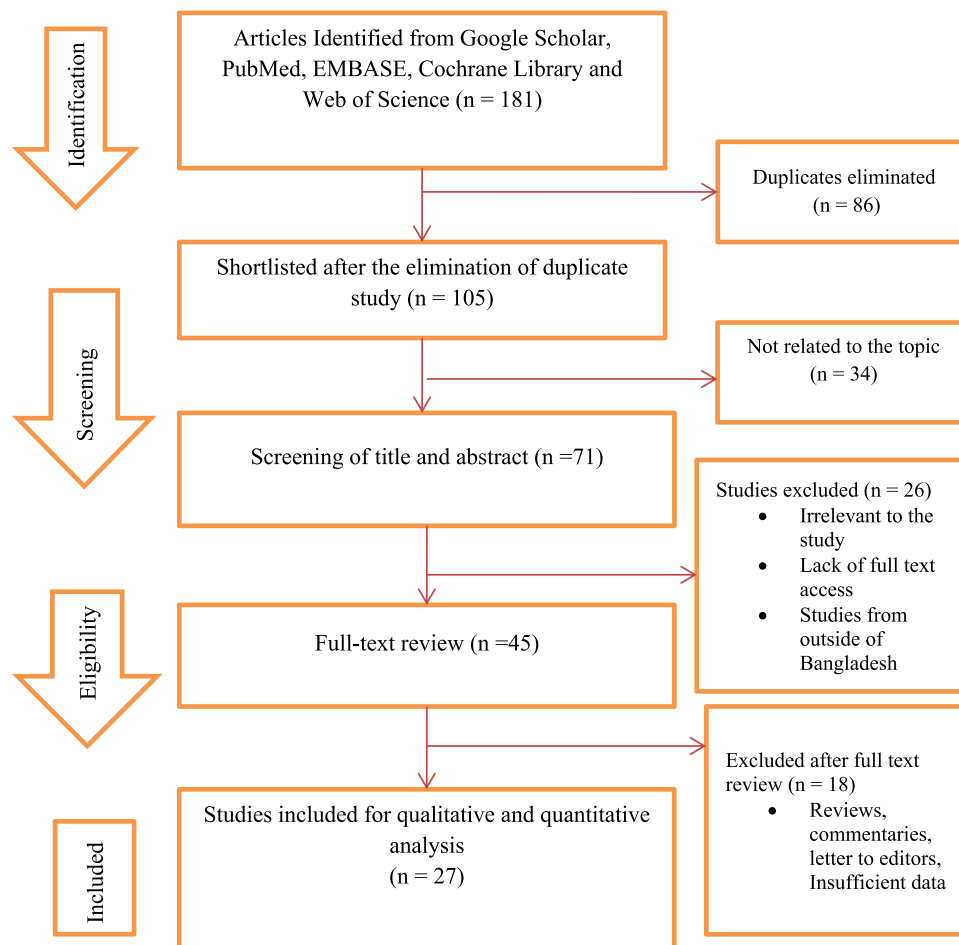 Identification
Articles Identified from Google Scholar,
PubMed, EMBASE, Cochrane Library and
Web of Science (n = 181)
Duplicates eliminated
(n = 86)
Shortlisted after the elimination of duplicate
study (n = 105)
Screening
Not related to the topic
(n = 34)
Screening of title and abstract (n =71)
Studies excluded (n = 26)
• Irrelevant to the
study
• Lack of full text
access
• Studies from
outside of
Bangladesh
Eligibility
Full-text review (n =45)
Excluded after full text
review (n = 18)
• Reviews,
commentaries,
letter to editors,
Insufficient data
Included
Studies included for qualitative and quantitative
analysis
(n = 27)